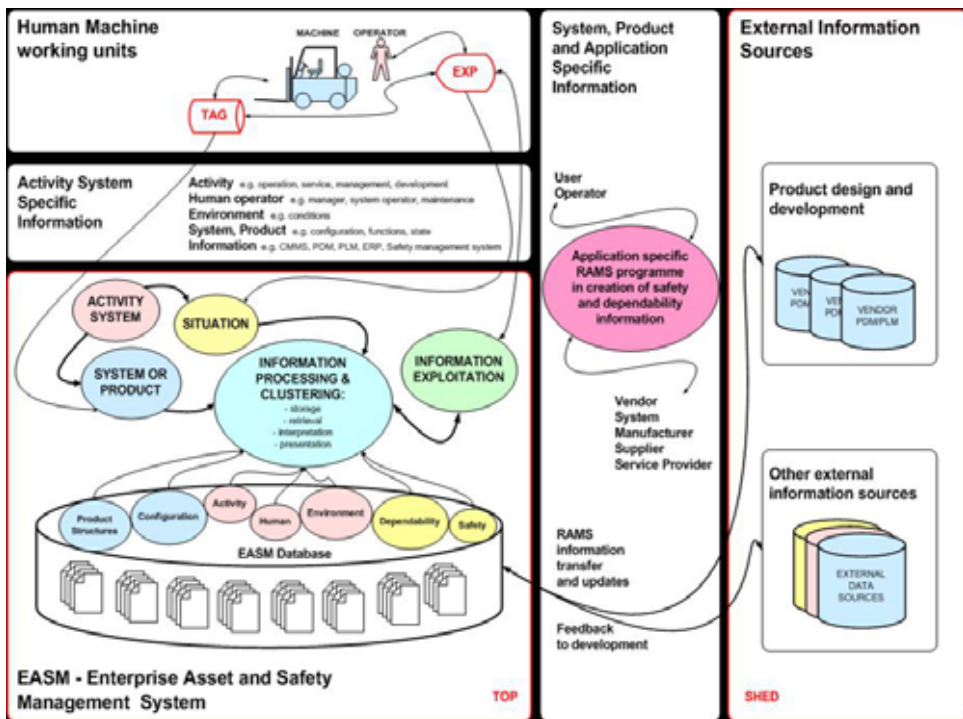 Human Machine
working units
MACHINE
OPERATOR
EXP
TAG
Activity System
Specific
Information
Activity e.g. operation, service, management, development
Human operator e.g. manager, system operator, maintenance
Environment e.g. conditions
System, Product e.g. configuration, functions, state
Information e.g. CMMS, PDM, PLM, ERP, Safety management system
ACTIVITY
SYSTEM
SITUATION
SYSTEM OR
PRODUCT
INFORMATION
PROCESSING &
CLUSTERING:
- storage
- retrieval
- interpretation
- presentation
INFORMATION
EXPLOITATION
Product
Structures
Configuration
Activity
Human
Environment
Dependability
Safety
EASM Database
EASM - Enterprise Asset and Safety
Management System
TOP
System, Product
and Application
Specific
Information
User
Operator
Application specific
RAMS programme
in creation of safety
and dependability
information
Vendor
System
Manufacturer
Supplier
Service Provider
RAMS
information
transfer
and updates
Feedback
to development
External Information
Sources
Product design and
development
VEN
PDM
VEN
PDM
VENDOR
PDM/PLM
Other external
information sources
EXTERNAL
DATA
SOURCES
SHED